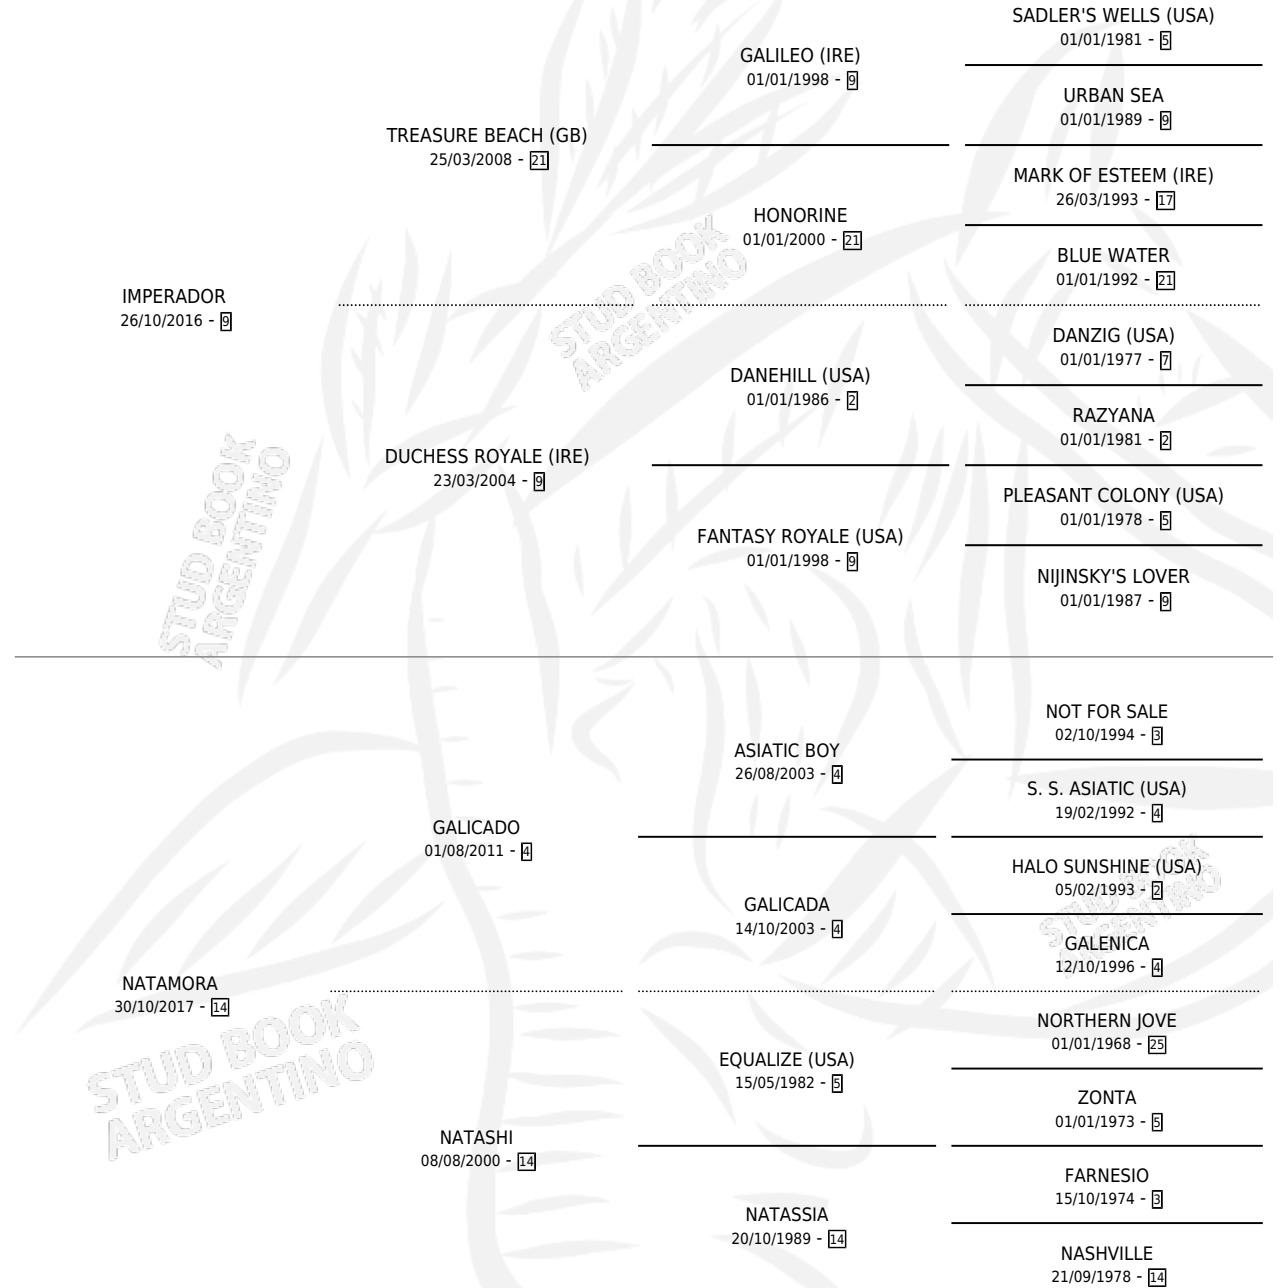 SADLER'S WELLS (USA)
01/01/1981 - 5
GALILEO (IRE)
01/01/1998 - 9
URBAN SEA
01/01/1989 - 9
TREASURE BEACH (GB)
25/03/2008 - 21
MARK OF ESTEEM (IRE)
26/03/1993 - 17
HONORINE
01/01/2000 - 21
BLUE WATER
01/01/1992 - 21
IMPERADOR
26/10/2016 - 9
DANZIG (USA)
01/01/1977 - 7
DANEHILL (USA)
01/01/1986 - 2
RAZYANA
01/01/1981 - 2
DUCHESS ROYALE (IRE)
23/03/2004 - 9
PLEASANT COLONY (USA)
01/01/1978 - 5
FANTASY ROYALE (USA)
01/01/1998 - 9
NIJINSKY'S LOVER
01/01/1987 - 9
NOT FOR SALE
02/10/1994 - 3
ASIATIC BOY
26/08/2003 - 4
S. S. ASIATIC (USA)
19/02/1992 - 4
GALICADO
01/08/2011 - 4
HALO SUNSHINE (USA)
05/02/1993 - 2
GALICADA
14/10/2003 - 4
GALENICA
12/10/1996 - 4
NATAMORA
30/10/2017 - 14
NORTHERN JOVE
01/01/1968 - 25
EQUALIZE (USA)
15/05/1982 - 5
ZONTA
01/01/1973 - 5
NATASHI
08/08/2000 - 14
FARNESIO
15/10/1974 - 3
NATASSIA
20/10/1989 - 14
NASHVILLE
21/09/1978 - 14
STUD BOOK
ARGENTINO
STUD BOOK
ARGENTINO
STUD BOOK
ARGENTINO
STUD BOOK
ARGENTINO